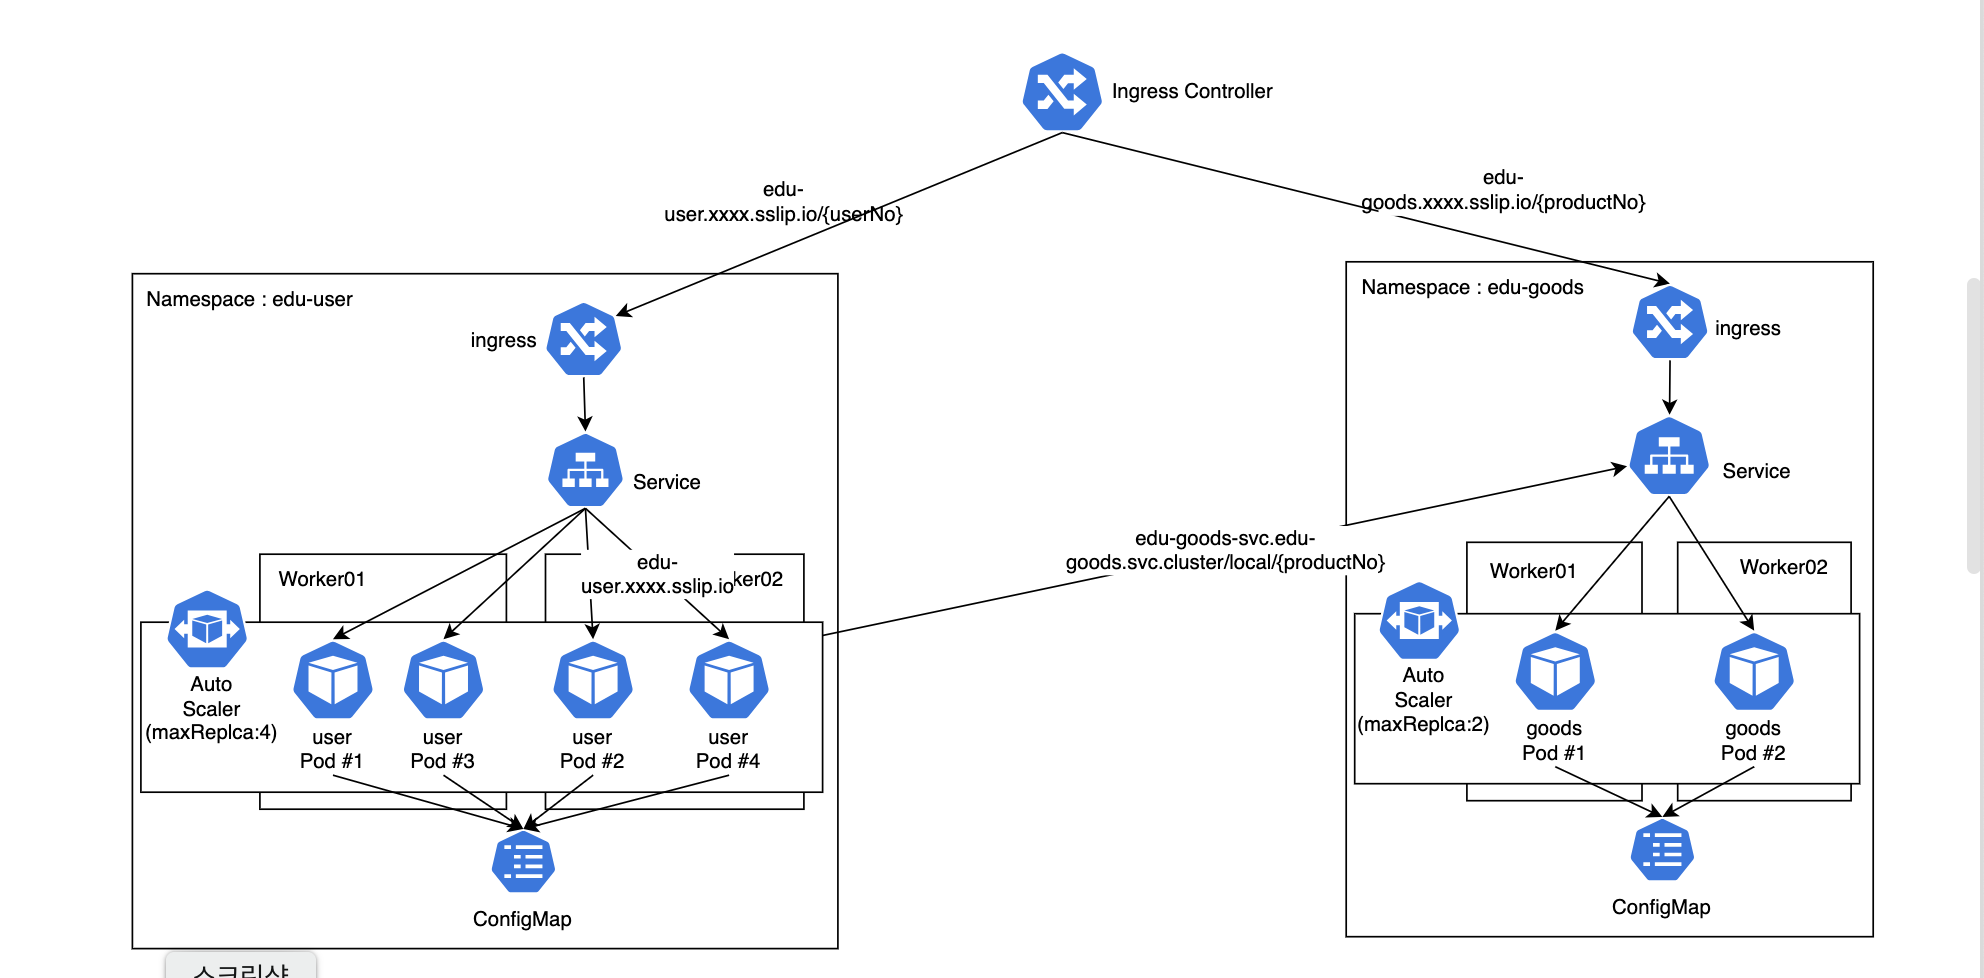 Ingress Controller
edu-
user.xxxx.sslip.io/{userNo}
edu-
goods.xxxx.sslip.io/{productNo}
Namespace : edu-user
ingress
Service
edu-
user.xxxx.sslip.io
Worker01
ker02
Auto
Scaler
(maxReplca:4)
user
Pod #1
user
Pod #3
user
Pod #2
user
Pod #4
ConfigMap
edu-goods-svc.edu-
goods.svc.cluster/local/{productNo}
Namespace : edu-goods
ingress
Service
Worker01
Worker02
Auto
Scaler
(maxReplca:2)
goods
Pod #1
goods
Pod #2
ConfigMap
스크린샷